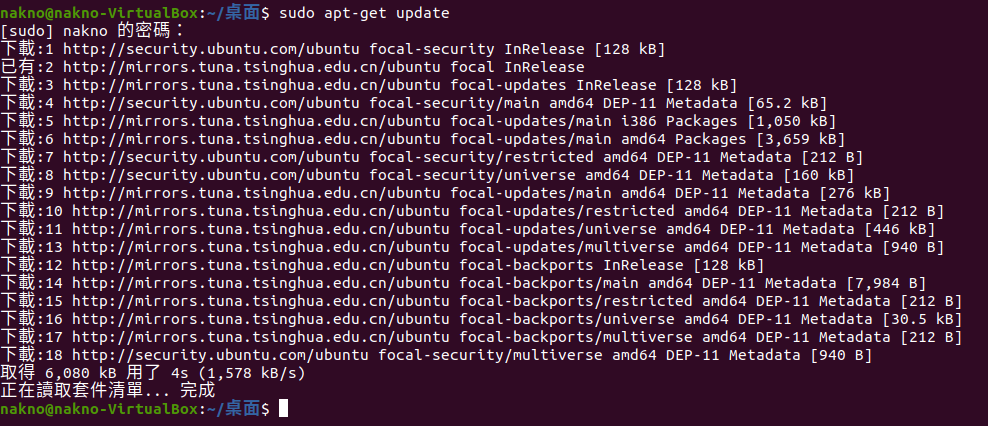 nakno@nakno-VirtualBox:~/桌面$ sudo apt-get update
[sudo] nakno 的密碼：
下載:1 http://security.ubuntu.com/ubuntu focal-security InRelease [128 kB]
已有:2 http://mirrors.tuna.tsinghua.edu.cn/ubuntu focal InRelease
下載:3 http://mirrors.tuna.tsinghua.edu.cn/ubuntu focal-updates InRelease [128 kB]
下載:4 http://security.ubuntu.com/ubuntu focal-security/main amd64 DEP-11 Metadata [65.2 kB]
下載:5 http://mirrors.tuna.tsinghua.edu.cn/ubuntu focal-updates/main i386 Packages [1,050 kB]
下載:6 http://mirrors.tuna.tsinghua.edu.cn/ubuntu focal-updates/main amd64 Packages [3,659 kB]
下載:7 http://security.ubuntu.com/ubuntu focal-security/restricted amd64 DEP-11 Metadata [212 B]
下載:8 http://security.ubuntu.com/ubuntu focal-security/universe amd64 DEP-11 Metadata [160 kB]
下載:9 http://mirrors.tuna.tsinghua.edu.cn/ubuntu focal-updates/main amd64 DEP-11 Metadata [276 kB]
下載:10 http://mirrors.tuna.tsinghua.edu.cn/ubuntu focal-updates/restricted amd64 DEP-11 Metadata [212 B]
下載:11 http://mirrors.tuna.tsinghua.edu.cn/ubuntu focal-updates/universe amd64 DEP-11 Metadata [446 kB]
下載:13 http://mirrors.tuna.tsinghua.edu.cn/ubuntu focal-updates/multiverse amd64 DEP-11 Metadata [940 B]
下載:12 http://mirrors.tuna.tsinghua.edu.cn/ubuntu focal-backports InRelease [128 kB]
下載:14 http://mirrors.tuna.tsinghua.edu.cn/ubuntu focal-backports/main amd64 DEP-11 Metadata [7,984 B]
下載:15 http://mirrors.tuna.tsinghua.edu.cn/ubuntu focal-backports/restricted amd64 DEP-11 Metadata [212 B]
下載:16 http://mirrors.tuna.tsinghua.edu.cn/ubuntu focal-backports/universe amd64 DEP-11 Metadata [30.5 kB]
下載:17 http://mirrors.tuna.tsinghua.edu.cn/ubuntu focal-backports/multiverse amd64 DEP-11 Metadata [212 B]
下載:18 http://security.ubuntu.com/ubuntu focal-security/multiverse amd64 DEP-11 Metadata [940 B]
取得 6,080 kB 用了 4s (1,578 kB/s)
正在讀取套件清單... 完成
nakno@nakno-VirtualBox:~/桌面$